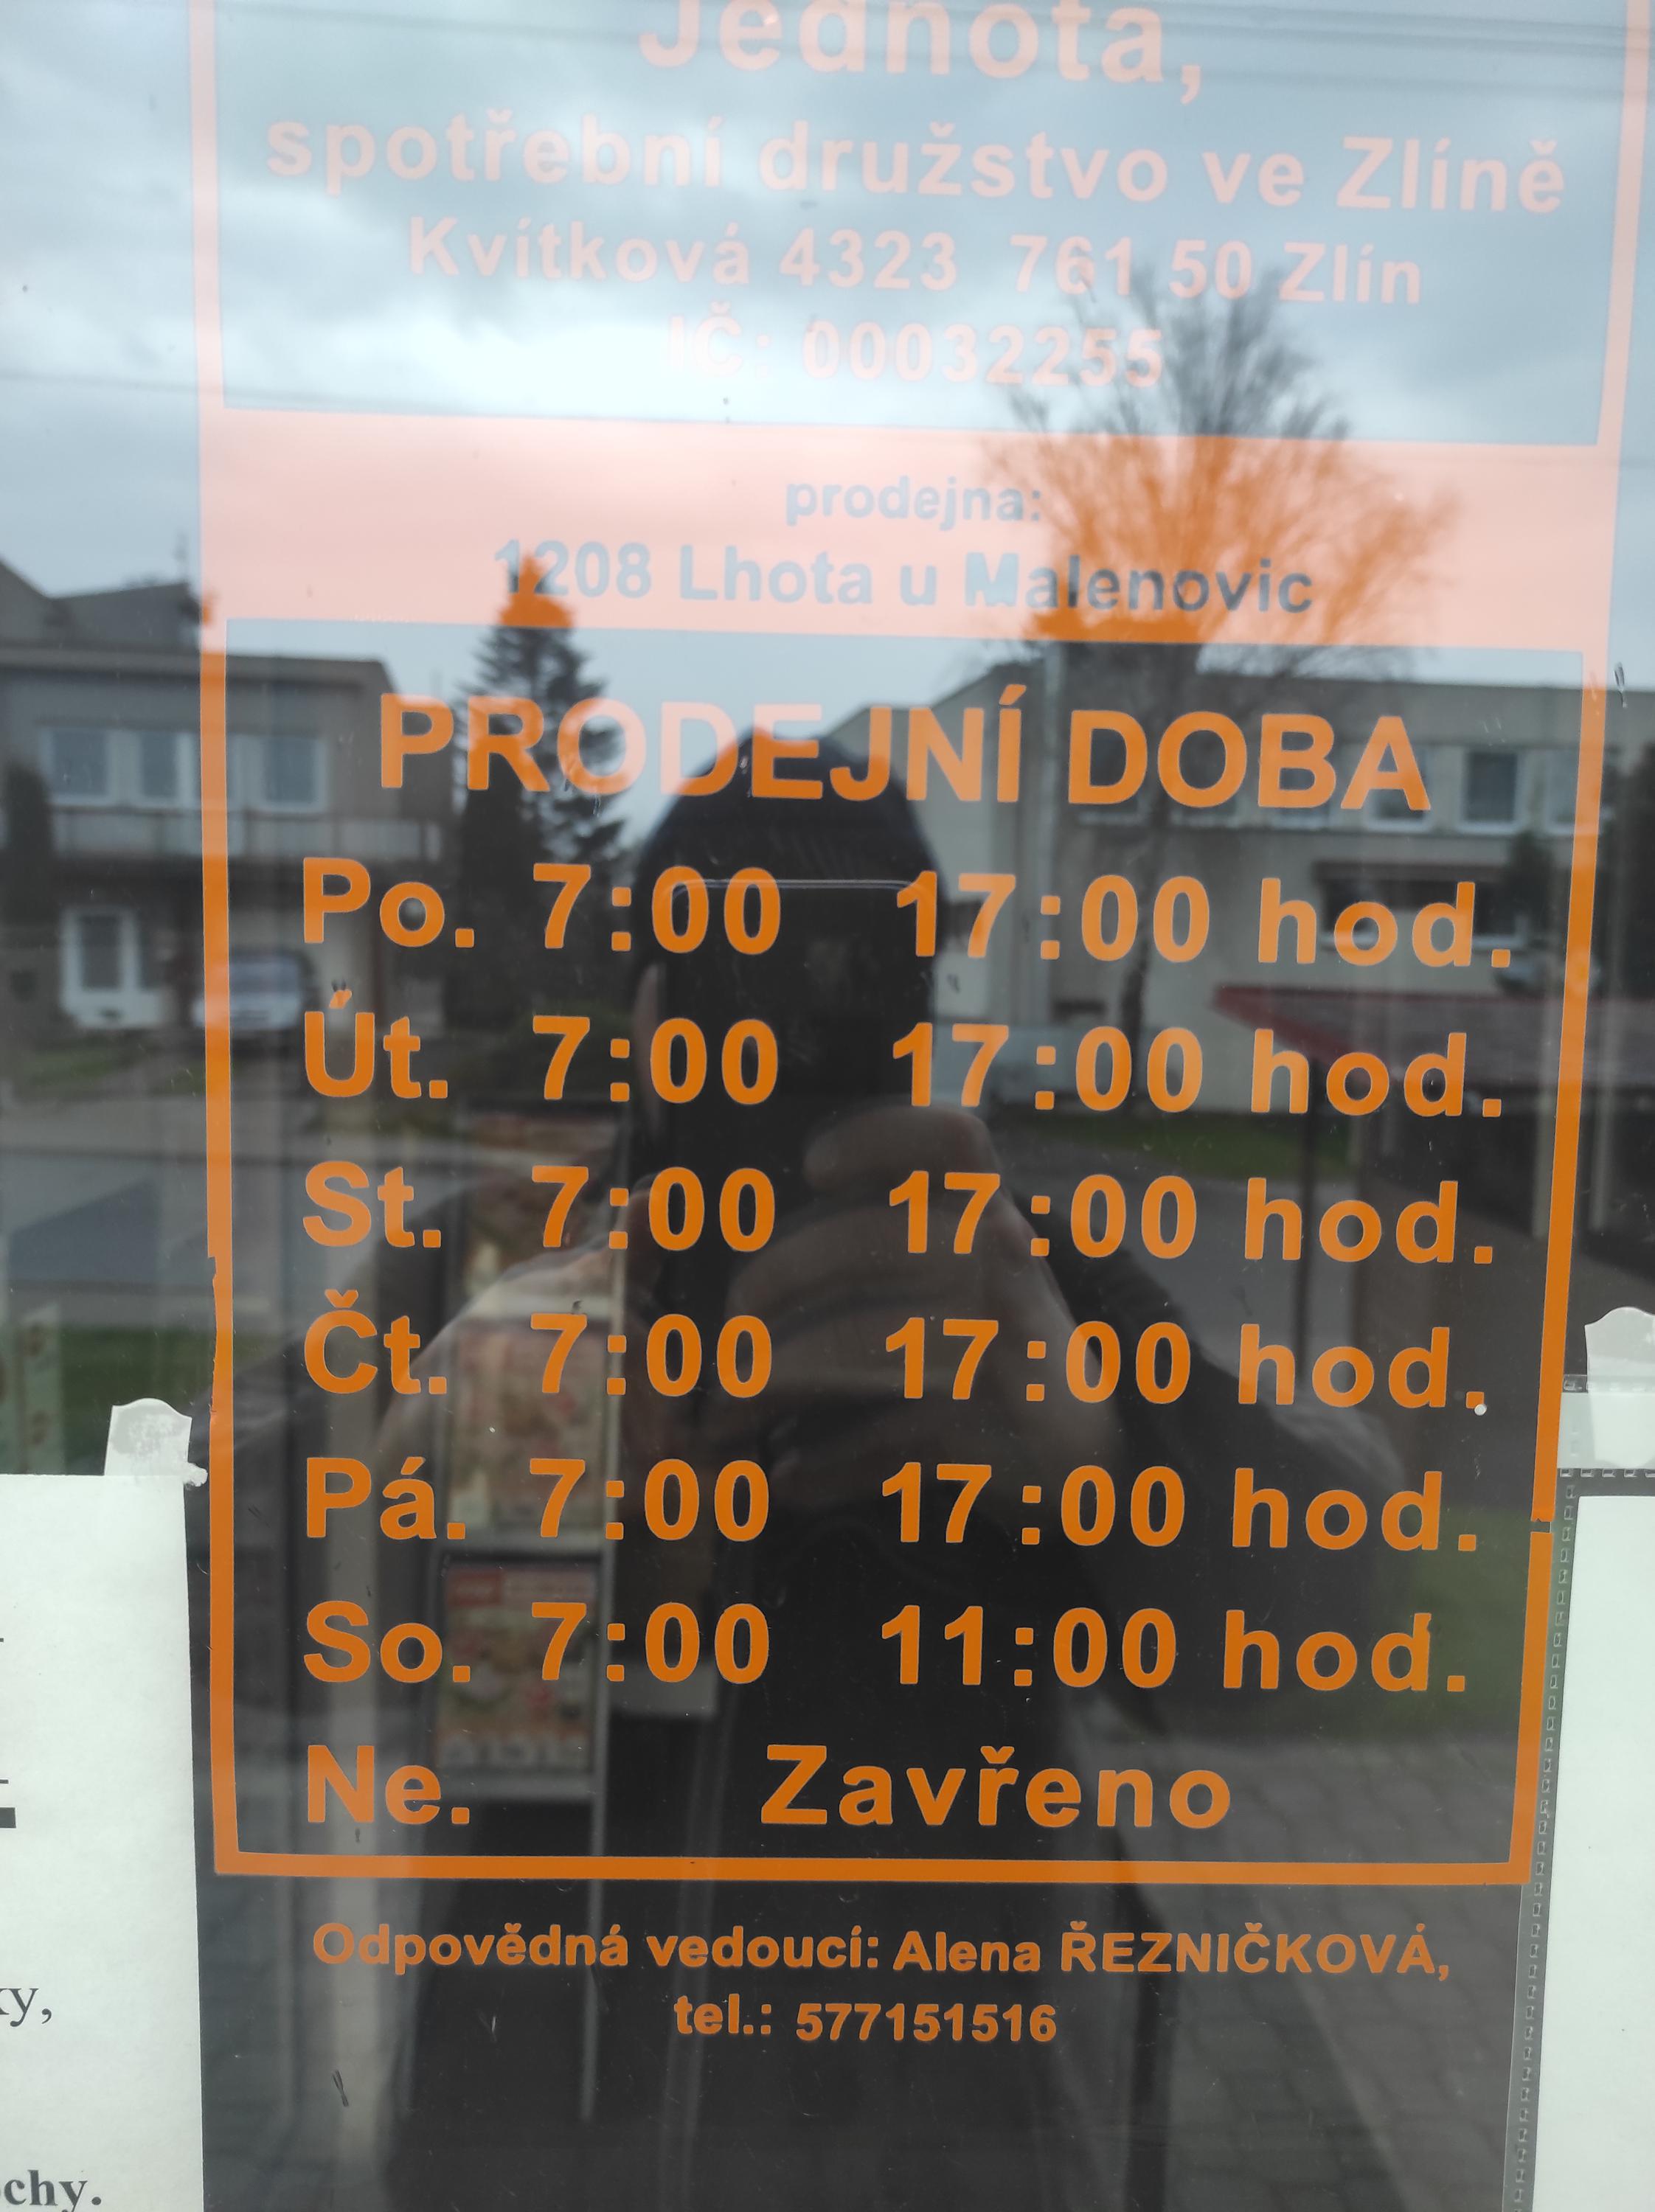 Jednota,
spotřební družstvo ve Zlíně
Kvítková 4323 761 50 Zlín
IČ: 00032255
prodejna:
1208 Lhota u Malenovic
PRODEJNÍ DOBA
Po. 7:00 17:00 hod.
Út. 7:00 17:00 hod.
St. 7:00 17:00 hod.
Čt. 7:00 17:00 hod.
Pá. 7:00 17:00 hod.
So. 7:00 11:00 hod.
Ne. Zavřeno
Odpovědná vedoucí: Alena ŘEZNIČKOVÁ,
tel.: 577151516